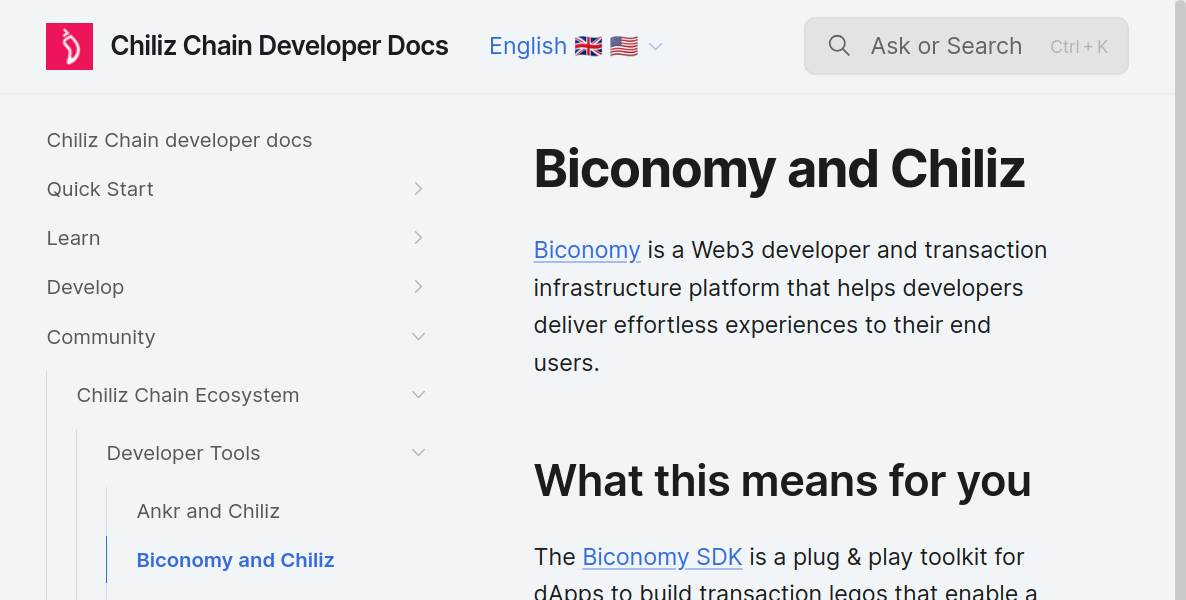 Chiliz Chain Developer Docs
English 🇬🇧 🇺🇸
Ask or Search Ctrl + K
Chiliz Chain developer docs
Quick Start
Learn
Develop
Community
Chiliz Chain Ecosystem
Developer Tools
Ankr and Chiliz
Biconomy and Chiliz
Biconomy and Chiliz
Biconomy is a Web3 developer and transaction
infrastructure platform that helps developers
deliver effortless experiences to their end
users.
What this means for you
The Biconomy SDK is a plug & play toolkit for
dApps to build transaction legos that enable a